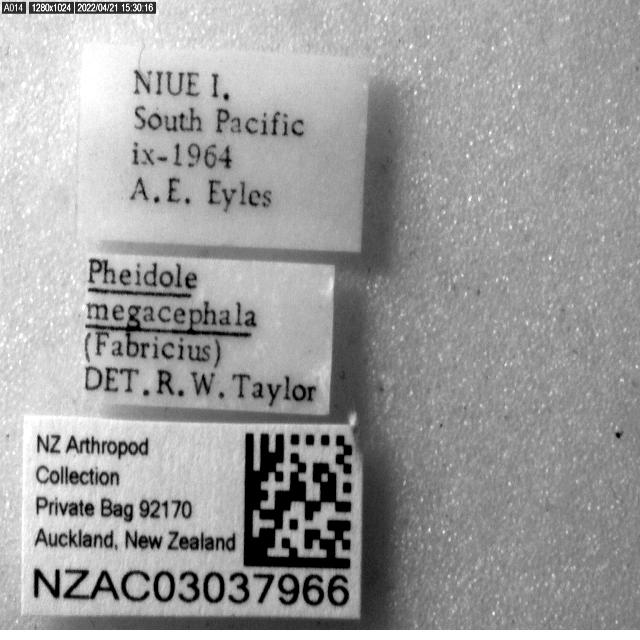 A014 1280x1024 2022/04/21 15:30:16
NIUE I.
South Pacific
ix-1964
A.E. Eyles
Pheidole
megacephala
(Fabricius)
DET.R.W.Taylor
NZ Arthropod
Collection
Private Bag 92170
Auckland, New Zealand
NZAC03037966